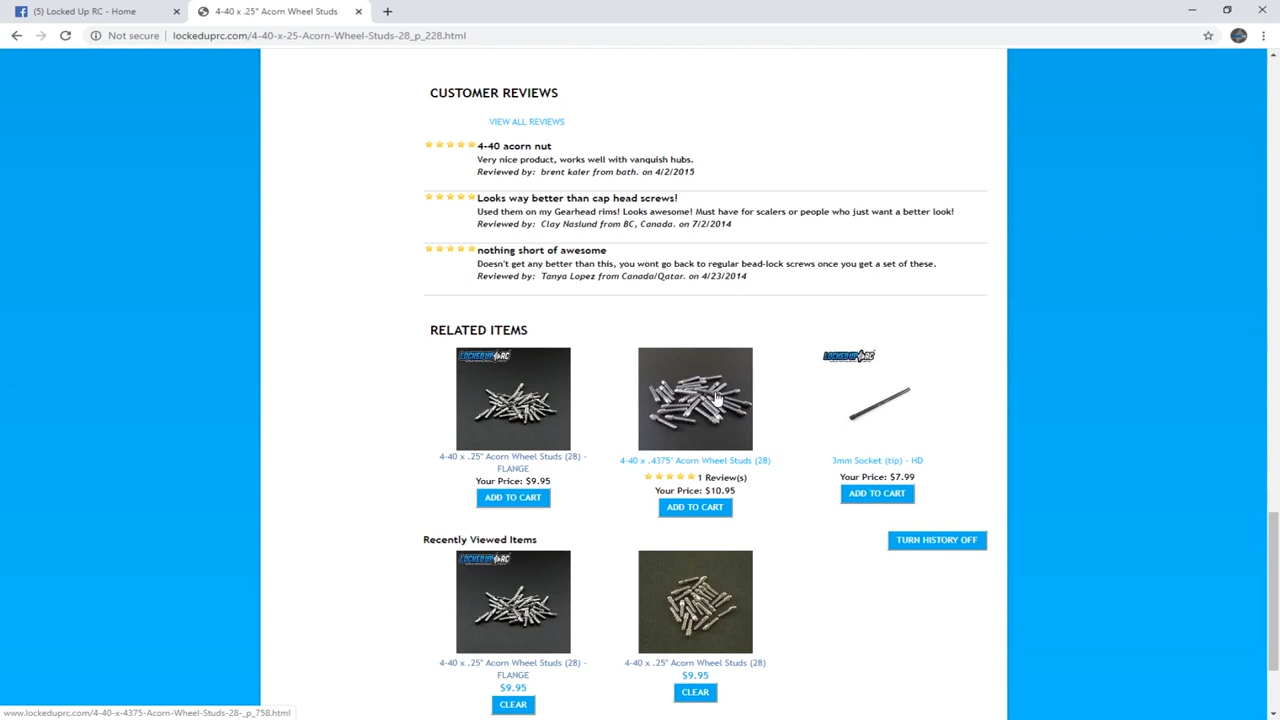 (5) Locked Up RC - Home
4-40 x .25" Acorn Wheel Studs
Not secure
lockeduprc.com/4-40-x-25-Acorn-Wheel-Studs-28_p_228.html
CUSTOMER REVIEWS
VIEW ALL REVIEWS
4-40 acorn nut
Very nice product, works well with vanquish hubs.
Reviewed by: brent kaler from bath. on 4/2/2015
Looks way better than cap head screws!
Used them on my Gearhead rims! Looks awesome! Must have for scalers or people who just want a better look!
Reviewed by: Clay Naslund from BC, Canada. on 7/2/2014
nothing short of awesome
Doesn't get any better than this, you wont go back to regular bead-lock screws once you get a set of these.
Reviewed by: Tanya Lopez from Canada/Qatar. on 4/23/2014
RELATED ITEMS
LOCKED UP RC
LOCKED UP RC
4-40 x .25" Acorn Wheel Studs (28) -
FLANGE
Your Price: $9.95
ADD TO CART
4-40 x .4375" Acorn Wheel Studs (28)
1 Review(s)
Your Price: $10.95
ADD TO CART
3mm Socket (tip) - HD
Your Price: $7.99
ADD TO CART
Recently Viewed Items
TURN HISTORY OFF
LOCKED UP RC
4-40 x .25" Acorn Wheel Studs (28) -
FLANGE
$9.95
CLEAR
4-40 x .25" Acorn Wheel Studs (28)
$9.95
CLEAR
www.lockeduprc.com/4-40-x-4375-Acorn-Wheel-Studs-28-_p_758.html